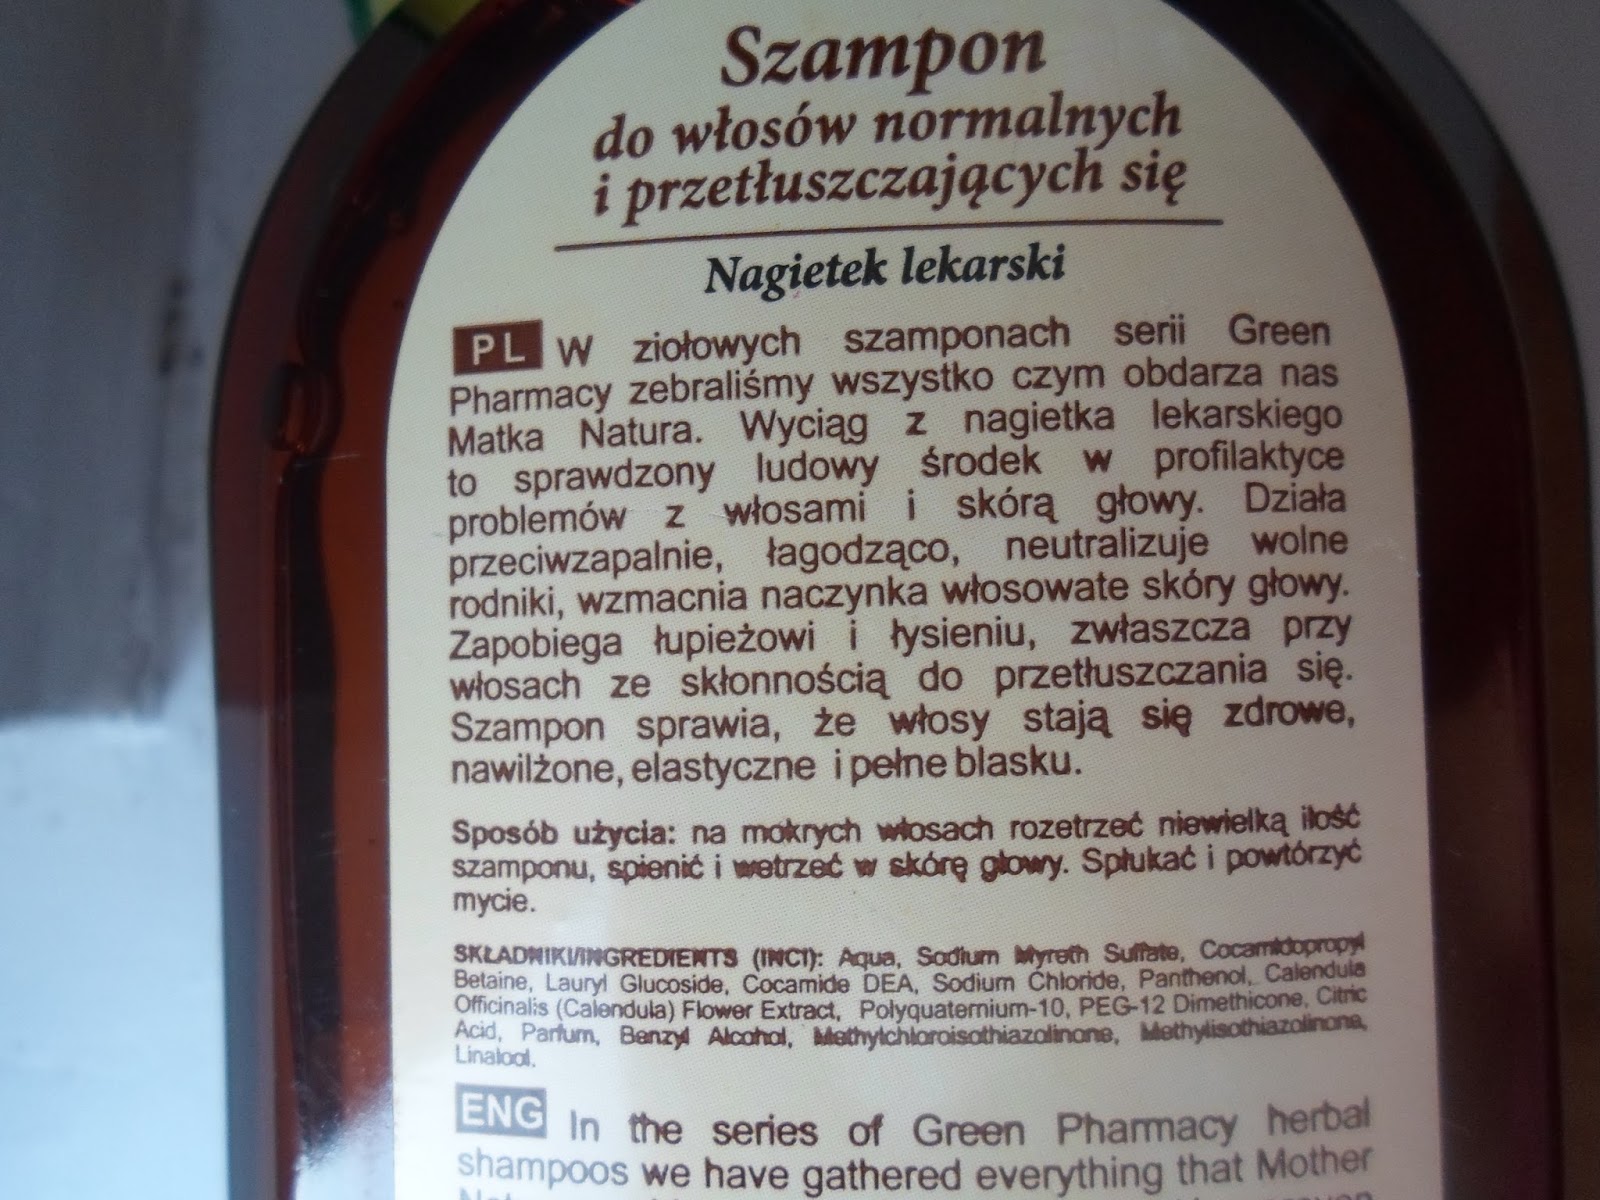 Szampon
do włosów normalnych
i przetłuszczających się
Nagietek lekarski
PL W ziołowych szamponach serii Green
Pharmacy zebraliśmy wszystko czym obdarza nas
Matka Natura. Wyciąg z nagietka lekarskiego
to sprawdzony ludowy środek w profilaktyce
problemów z włosami i skórą głowy. Działa
przeciwzapalnie, łagodząco, neutralizuje wolne
rodniki, wzmacnia naczynka włosowate skóry głowy.
Zapobiega łupieżowi i łysieniu, zwłaszcza przy
włosach ze skłonnością do przetłuszczania się.
Szampon sprawia, że włosy stają się zdrowe,
nawilżone, elastyczne i pełne blasku.
Sposób użycia: na mokrych włosach rozetrzeć niewielką ilość
szamponu, spienić i wetrzeć w skórę głowy. Spłukać i powtórzyć
mycie.
SKŁADNIKI/INGREDIENTS (INCI): Aqua, Sodium Myreth Sulfate, Cocamidopropyl
Betaine, Lauryl Glucoside, Cocamide DEA, Sodium Chloride, Panthenol, Calendula
Officinalis (Calendula) Flower Extract, Polyquaternium-10, PEG-12 Dimethicone, Citric
Acid, Parfum, Benzyl Alcohol, Methylchloroisothiazolinone, Methylisothiazolinone,
Linalool.
ENG In the series of Green Pharmacy herbal
shampoos we have gathered everything that Mother